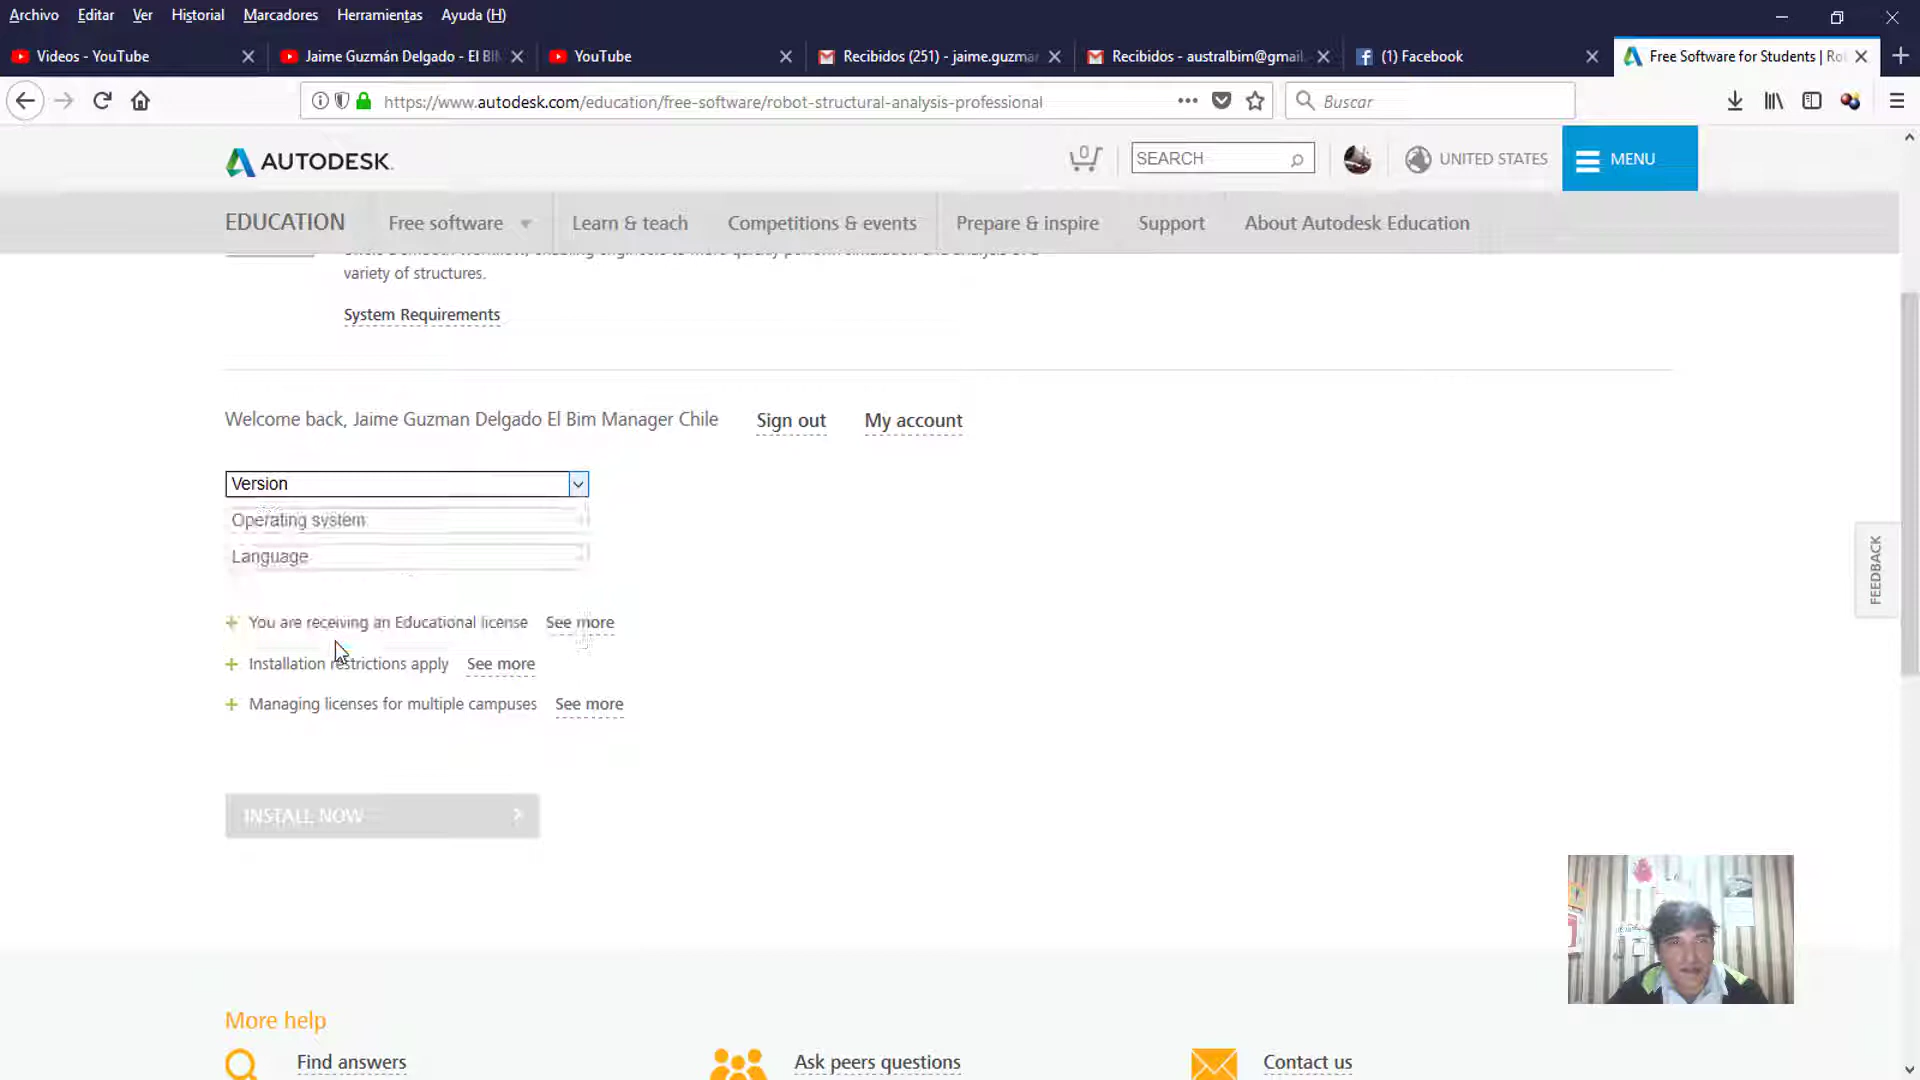 Archivo Editar Ver Historial Marcadores Herramientas Ayuda (H)
Videos - YouTube
Jaime Guzmán Delgado - El BI
YouTube
Recibidos (251) - jaime.guzma
Recibidos - australbim@gmail.
(1) Facebook
Free Software for Students | Ro
https://www.autodesk.com/education/free-software/robot-structural-analysis-professional
Buscar
AUTODESK.
0
SEARCH
UNITED STATES
MENU
EDUCATION
Free software
Learn & teach
Competitions & events
Prepare & inspire
Support
About Autodesk Education
variety of structures.
System Requirements
Welcome back, Jaime Guzman Delgado El Bim Manager Chile
Sign out
My account
Version
Operating system
Language
+ You are receiving an Educational license See more
+ Installation restrictions apply See more
+ Managing licenses for multiple campuses See more
INSTALL NOW
FEEDBACK
More help
Find answers
Ask peers questions
Contact us